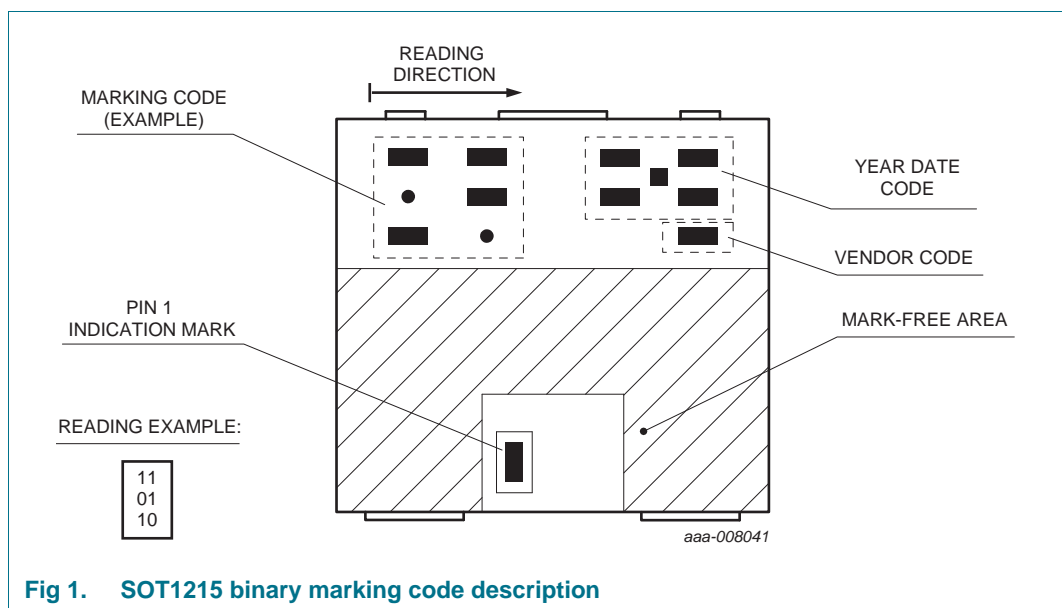 READING
DIRECTION
MARKING CODE
(EXAMPLE)
YEAR DATE
CODE
VENDOR CODE
PIN 1
INDICATION MARK
MARK-FREE AREA
READING EXAMPLE:
11
01
10
aaa-008041
Fig 1. SOT1215 binary marking code description